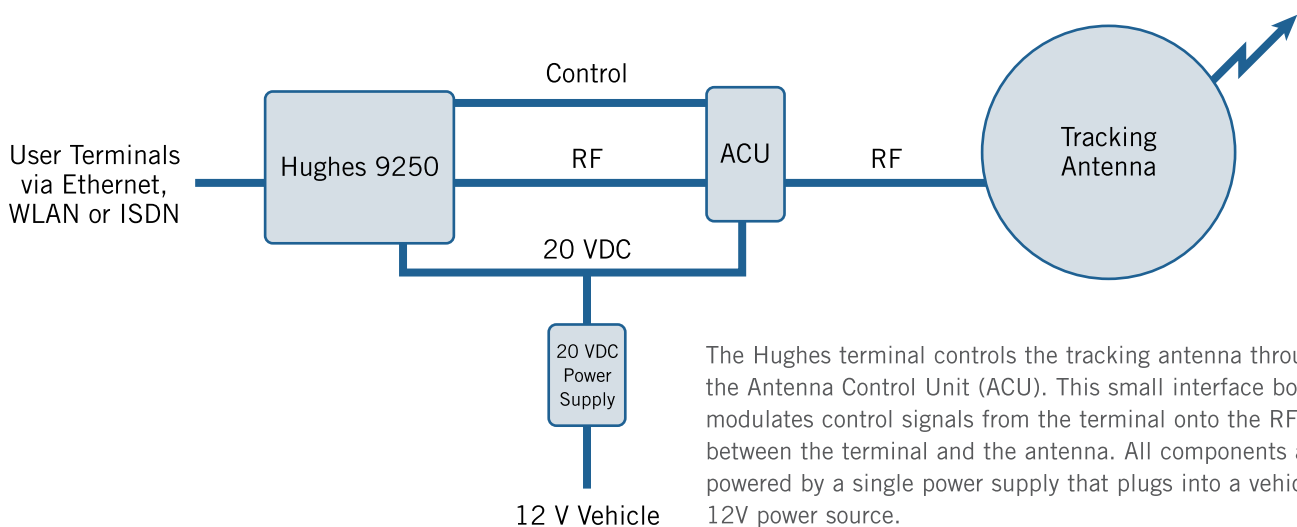 Control
User Terminals
via Ethernet,
WLAN or ISDN
Hughes 9250
RF
ACU
RF
Tracking
Antenna
20 VDC
20 VDC
Power
Supply
12 V Vehicle
The Hughes terminal controls the tracking antenna
the Antenna Control Unit (ACU). This small interface
modulates control signals from the terminal onto the RF
between the terminal and the antenna. All components
powered by a single power supply that plugs into a
12V power source.